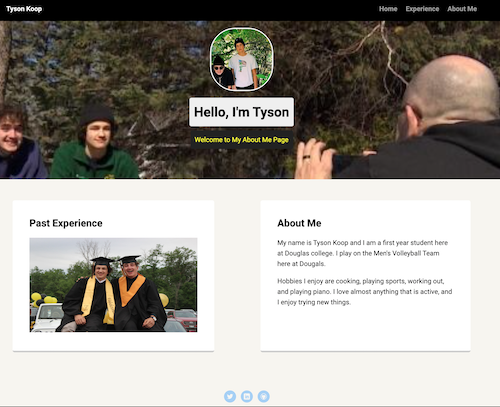 Tyson Koop
Home Experience About Me
Hello, I'm Tyson
Welcome to My About Me Page
Past Experience
About Me
My name is Tyson Koop and I am a first year student here
at Douglas college. I play on the Men's Volleyball Team
here at Dougals.
Hobbies I enjoy are cooking, playing sports, working out,
and playing piano. I love almost anything that is active, and
I enjoy trying new things.